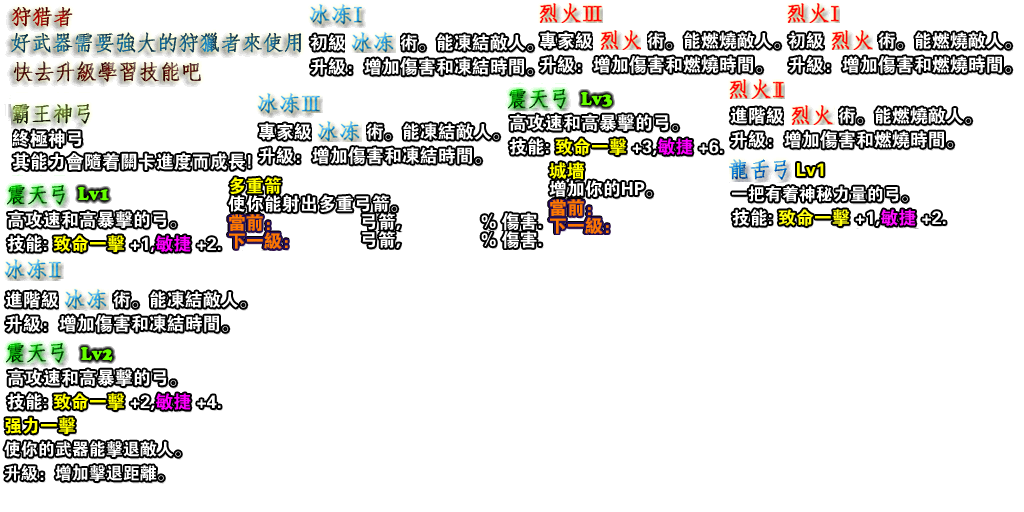 狩猎者
好武器需要強大的狩獵者來使用
快去升級學習技能吧
冰冻I
初級 冰冻 術。能凍結敵人。
升級: 增加傷害和凍結時間。
烈火III
專家級 烈火 術。能燃燒敵人。
升級: 增加傷害和燃燒時間。
烈火I
初級 烈火 術。能燃燒敵人。
升級: 增加傷害和燃燒時間。
霸王神弓
終極神弓
其能力會隨着關卡進度而成長!
冰冻III
專家級 冰冻 術。能凍結敵人。
升級: 增加傷害和凍結時間。
震天弓 Lv3
高攻速和高暴擊的弓。
技能: 致命一擊 +3,敏捷 +6.
烈火II
進階級 烈火 術。能燃燒敵人。
升級: 增加傷害和燃燒時間。
震天弓 Lv1
高攻速和高暴擊的弓。
技能: 致命一擊 +1,敏捷 +2.
多重箭
使你能射出多重弓箭。
當前: 弓箭, % 傷害.
下一級: 弓箭, % 傷害.
城墻
增加你的HP。
當前:
下一級:
龍舌弓 Lv1
一把有着神秘力量的弓。
技能: 致命一擊 +1,敏捷 +2.
冰冻II
進階級 冰冻 術。能凍結敵人。
升級: 增加傷害和凍結時間。
震天弓 Lv2
高攻速和高暴擊的弓。
技能: 致命一擊 +2,敏捷 +4.
强力一擊
使你的武器能擊退敵人。
升級: 增加擊退距離。